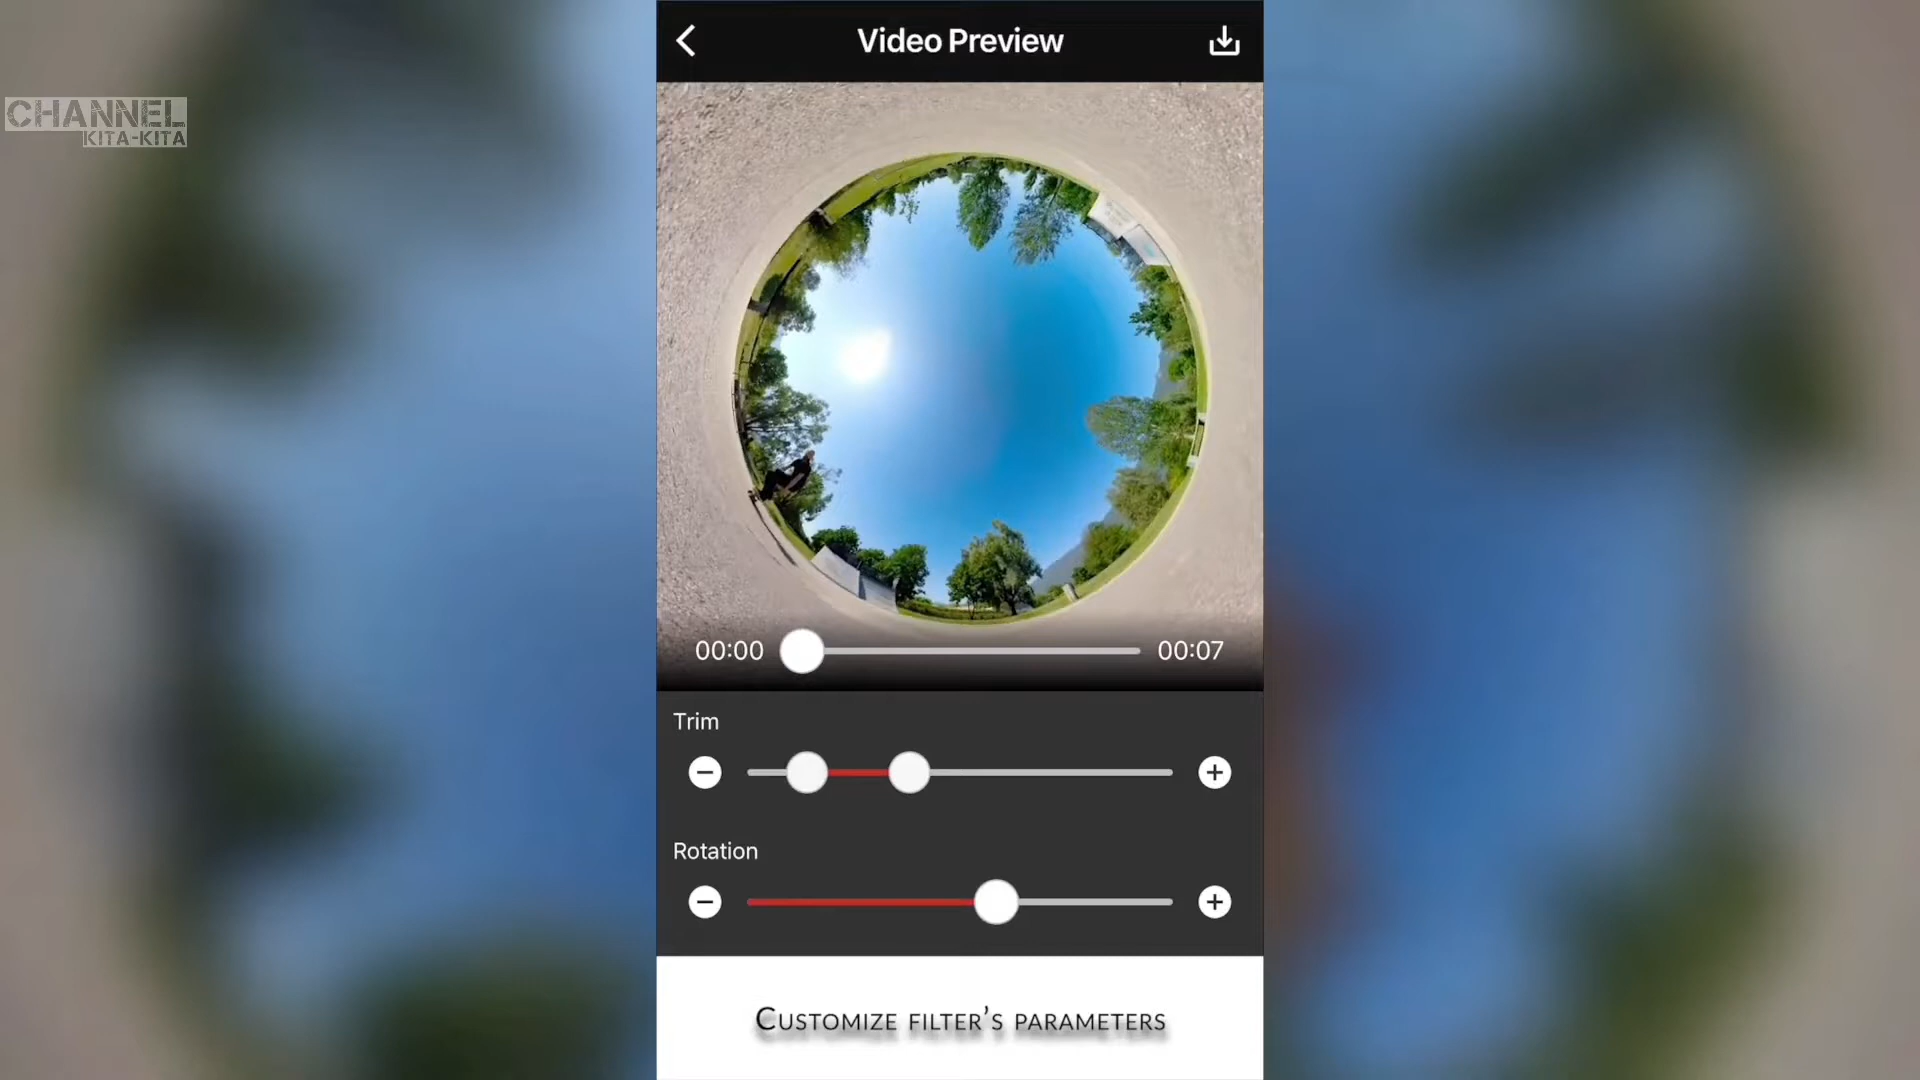 CHANNEL
KITA-KITA
Video Preview
00:00
00:07
Trim
Rotation
CUSTOMIZE FILTER'S PARAMETERS